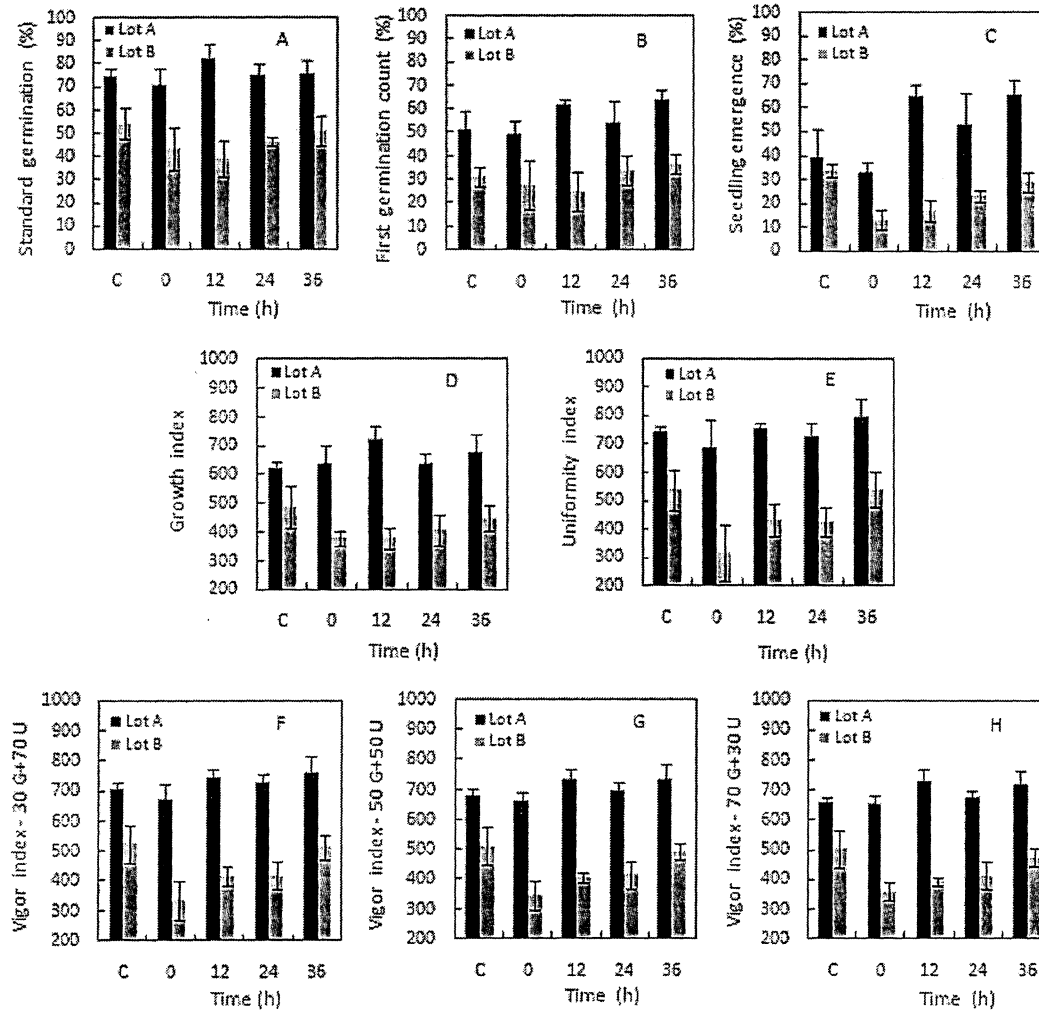 Standard germination (%)
100
90
80
70
60
50
40
30
20
10
0
Lot A
Lot B
A
C 0 12 24 36
Time (h)
First germination count (%)
100
90
80
70
60
50
40
30
20
10
0
Lot A
Lot B
B
C 0 12 24 36
Time (h)
Seedling emergence (%)
100
90
80
70
60
50
40
30
20
10
0
Lot A
Lot B
C
C 0 12 24 36
Time (h)
Growth index
1000
900
800
700
600
500
400
300
200
Lot A
Lot B
D
C 0 12 24 36
Time (h)
Uniformity index
1000
900
800
700
600
500
400
300
200
Lot A
Lot B
E
C 0 12 24 36
Time (h)
Vigor index- 30 G+70 U
1000
900
800
700
600
500
400
300
200
Lot A
Lot B
F
C 0 12 24 36
Time (h)
Vigor index- 50 G+50 U
1000
900
800
700
600
500
400
300
200
Lot A
Lot B
G
C 0 12 24 36
Time (h)
Vigor index- 70 G+30 U
1000
900
800
700
600
500
400
300
200
Lot A
Lot B
H
C 0 12 24 36
Time (h)